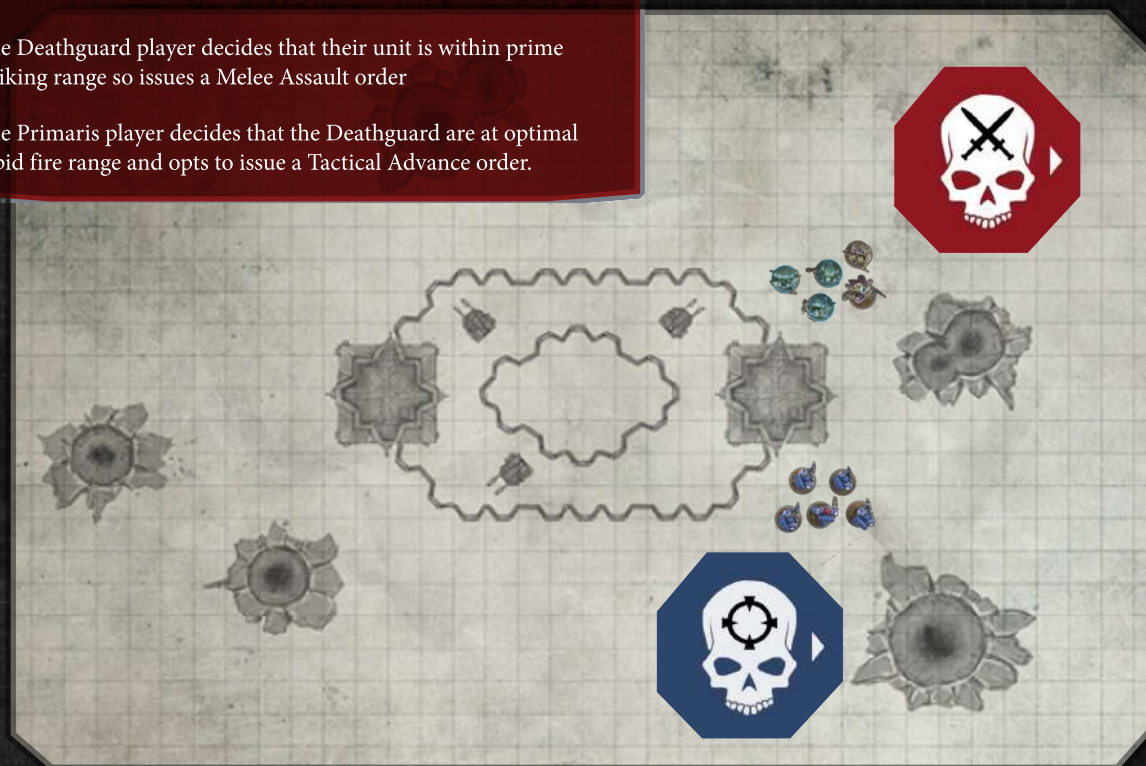 e Deathguard player decides that their unit is within prime
iking range so issues a Melee Assault order
e Primaris player decides that the Deathguard are at optimal
pid fire range and opts to issue a Tactical Advance order.